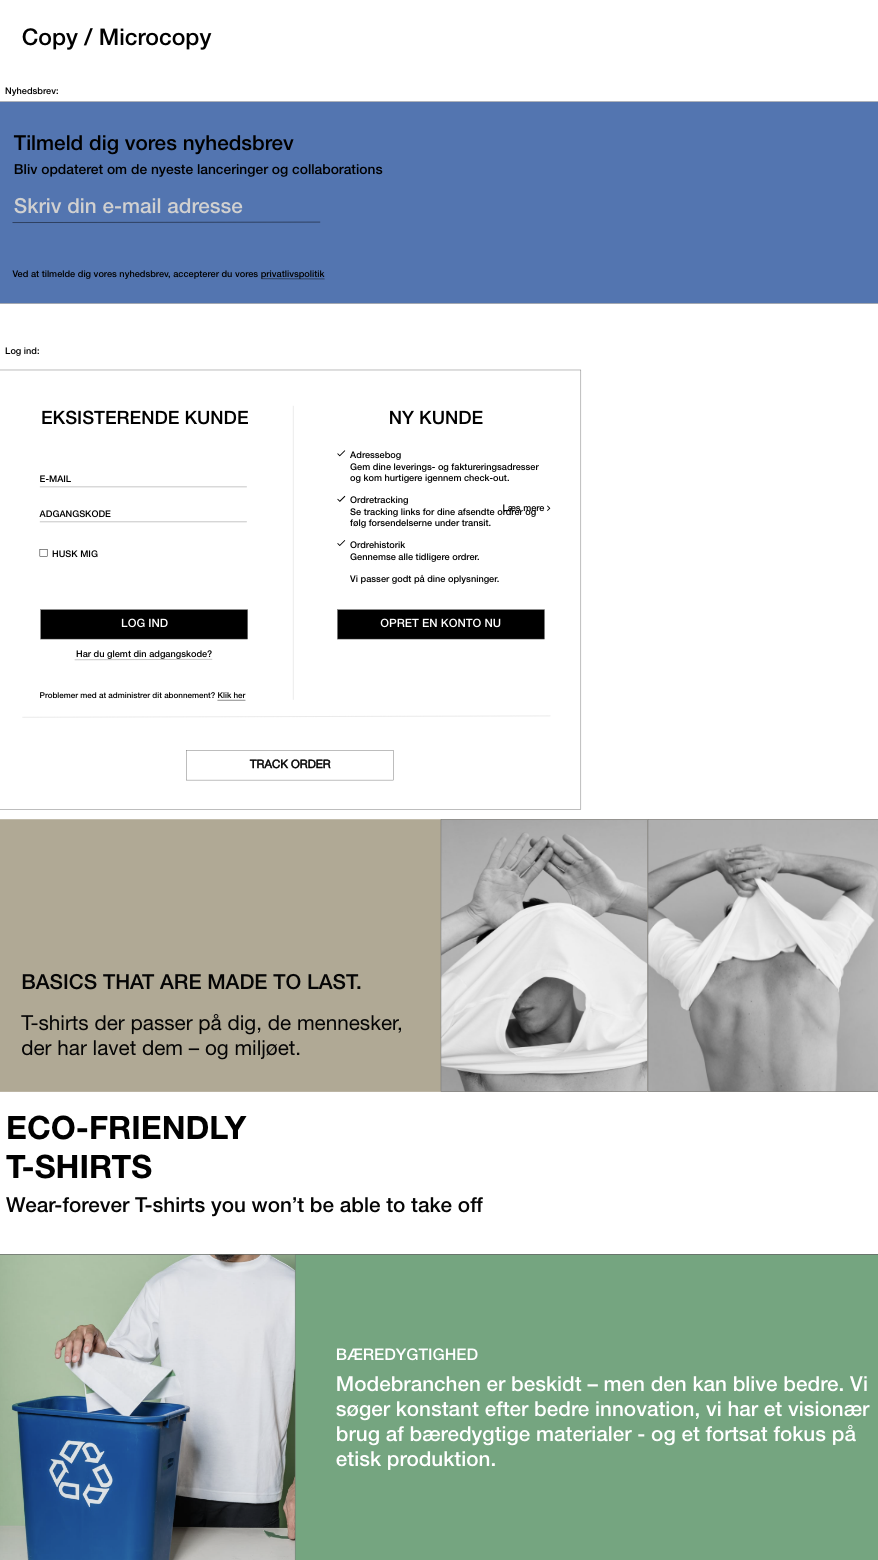 Copy / Microcopy
Nyhedsbrev:
Tilmeld dig vores nyhedsbrev
Bliv opdateret om de nyeste lanceringer og collaborations
Skriv din e-mail adresse
Ved at tilmelde dig vores nyhedsbrev, accepterer du vores privatlivspolitik
Log ind:
EKSISTERENDE KUNDE
E-MAIL
ADGANGSKODE
HUSK MIG
LOG IND
Har du glemt din adgangskode?
Problemer med at administrer dit abonnement? Klik her
NY KUNDE
Adressebog
Gem dine leverings- og faktureringsadresser
og kom hurtigere igennem check-out.
Ordretracking
Læs mere ›
Se tracking links for dine afsendte ordrer og
følg forsendelserne under transit.
Ordrehistorik
Gennemse alle tidligere ordrer.
Vi passer godt på dine oplysninger.
OPRET EN KONTO NU
TRACK ORDER
BASICS THAT ARE MADE TO LAST.
T-shirts der passer på dig, de mennesker,
der har lavet dem – og miljøet.
ECO-FRIENDLY
T-SHIRTS
Wear-forever T-shirts you won’t be able to take off
BÆREDYGTIGHED
Modebranchen er beskidt – men den kan blive bedre. Vi
søger konstant efter bedre innovation, vi har et visionær
brug af bæredygtige materialer - og et fortsat fokus på
etisk produktion.